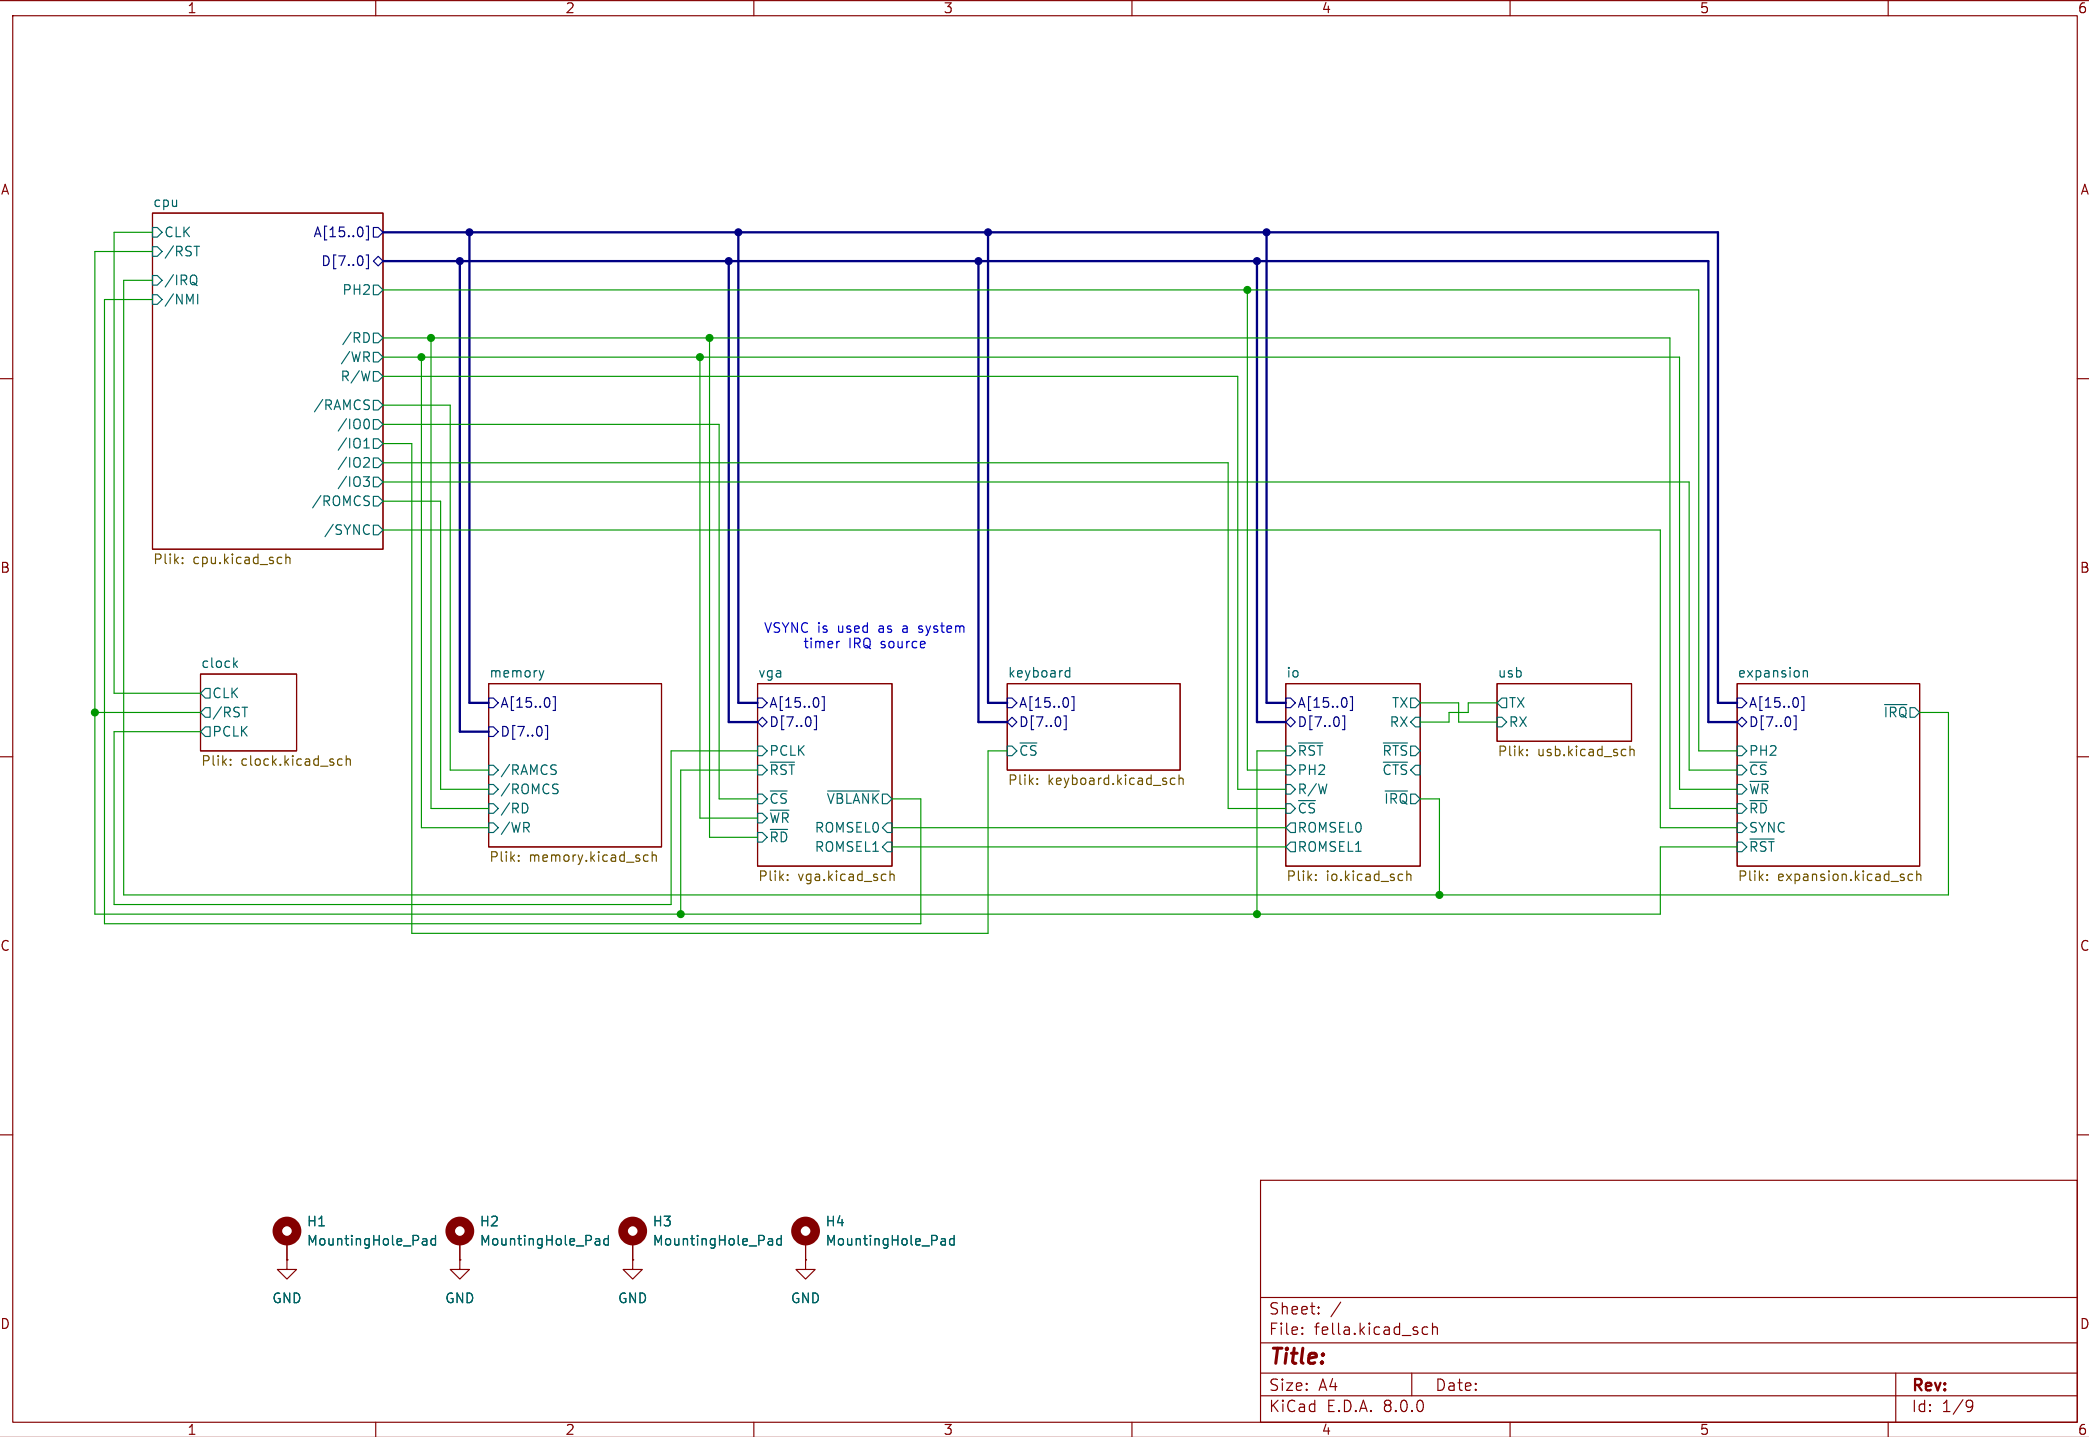 1 2 3 4 5 6
A A
B B
C C
D D
cpu
CLK
/RST
/IRQ
/NMI
A[15..0]
D[7..0]
PH2
/RD
/WR
R/W
/RAMCS
/IO0
/IO1
/IO2
/IO3
/ROMCS
/SYNC
Plik: cpu.kicad_sch
clock
CLK
/RST
PCLK
Plik: clock.kicad_sch
memory
A[15..0]
D[7..0]
/RAMCS
/ROMCS
/RD
/WR
Plik: memory.kicad_sch
VSYNC is used as a system
timer IRQ source
vga
A[15..0]
D[7..0]
PCLK
RST
CS
WR
RD
VBLANK
ROMSEL0
ROMSEL1
Plik: vga.kicad_sch
keyboard
A[15..0]
D[7..0]
CS
Plik: keyboard.kicad_sch
io
A[15..0]
D[7..0]
RST
PH2
R/W
CS
ROMSEL0
ROMSEL1
TX
RX
RTS
CTS
IRQ
Plik: io.kicad_sch
usb
TX
RX
Plik: usb.kicad_sch
expansion
A[15..0]
D[7..0]
PH2
CS
WR
RD
SYNC
RST
IRQ
Plik: expansion.kicad_sch
H1
MountingHole_Pad
GND
H2
MountingHole_Pad
GND
H3
MountingHole_Pad
GND
H4
MountingHole_Pad
GND
Sheet: /
File: fella.kicad_sch
Title:
Size: A4 Date: Rev:
KiCad E.D.A. 8.0.0 Id: 1/9
1 2 3 4 5 6